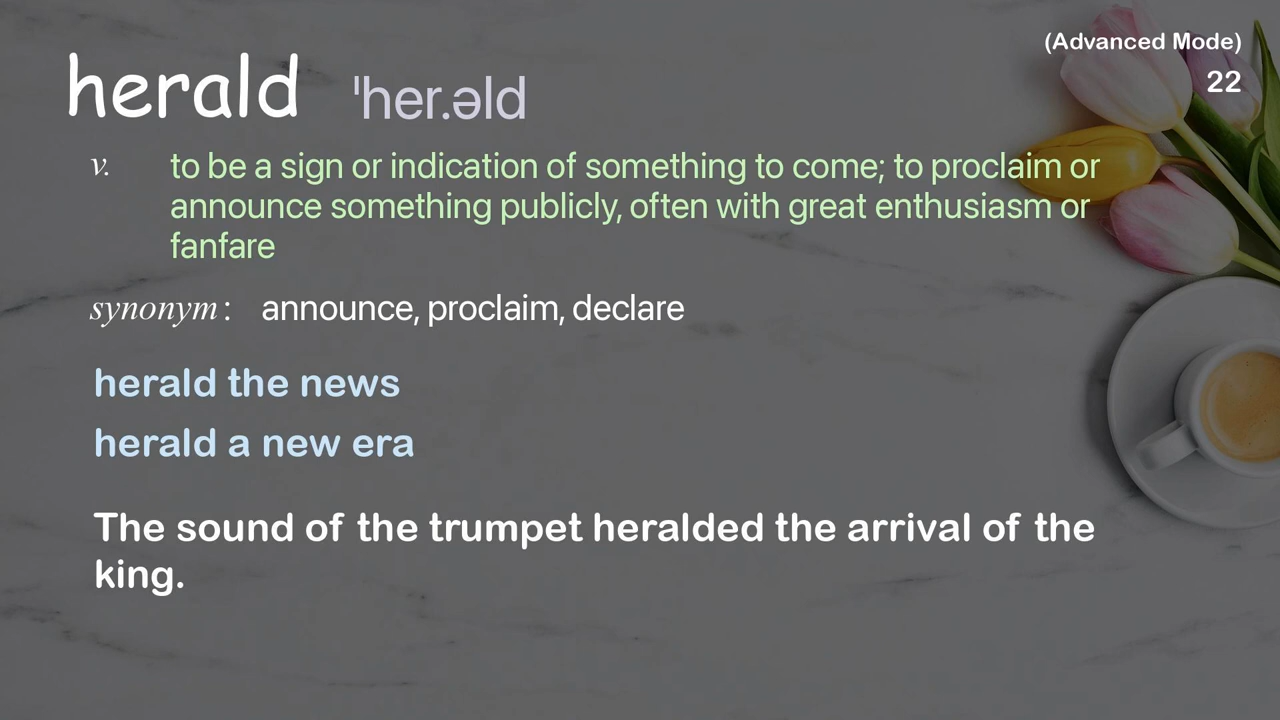 (Advanced Mode)
22
herald ˈher.əld
v. to be a sign or indication of something to come; to proclaim or
announce something publicly, often with great enthusiasm or
fanfare
synonym : announce, proclaim, declare
herald the news
herald a new era
The sound of the trumpet heralded the arrival of the
king.